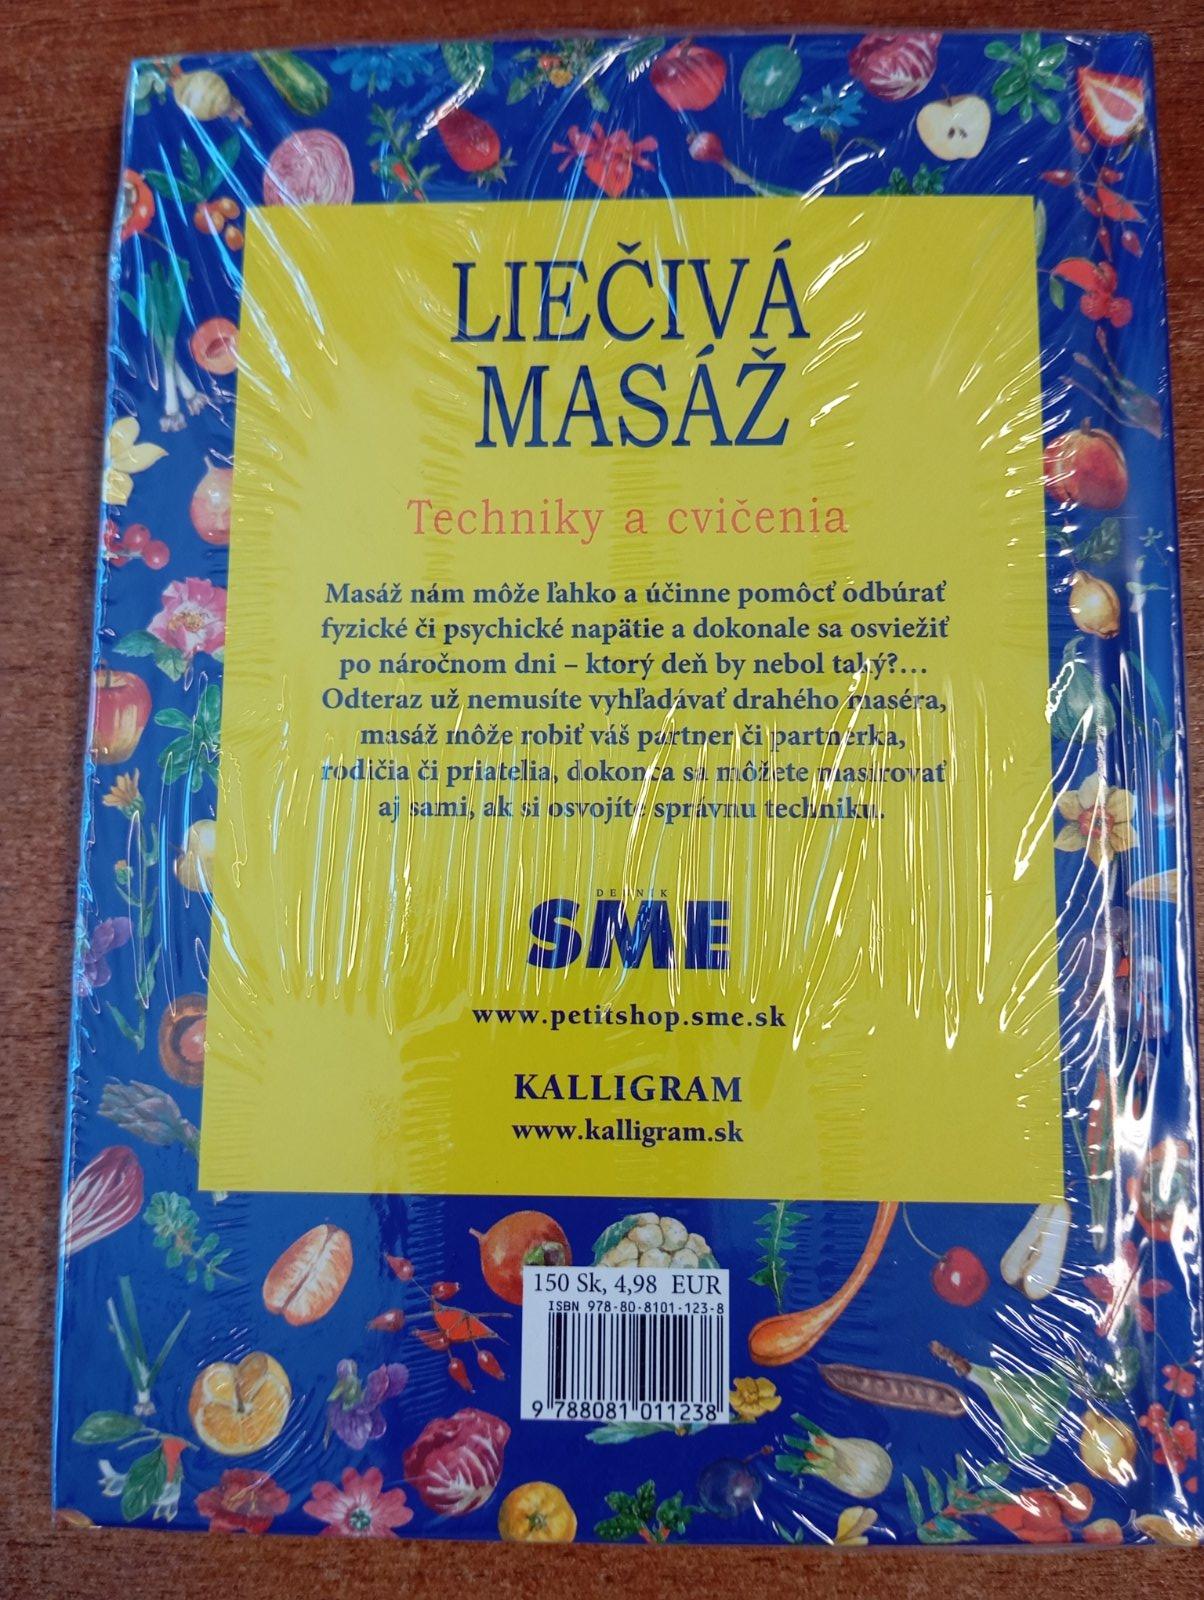 LIEČIVÁ
MASÁŽ
Techniky a cvičenia
Masáž nám môže ľahko a účinne pomôcť odbúrať
fyzické či psychické napätie a dokonale sa osviežiť
po náročnom dni – ktorý deň by nebol taký?...
Odteraz už nemusíte vyhľadávať drahého maséra,
masáž môže robiť váš partner či partnerka,
rodičia či priatelia, dokonca sa môžete masírovať
aj sami, ak si osvojíte správnu techniku.
DENNÍK
SME
www.petitshop.sme.sk
KALLIGRAM
www.kalligram.sk
150 Sk, 4,98 EUR
ISBN 978-80-8101-123-8
9 788081 011238